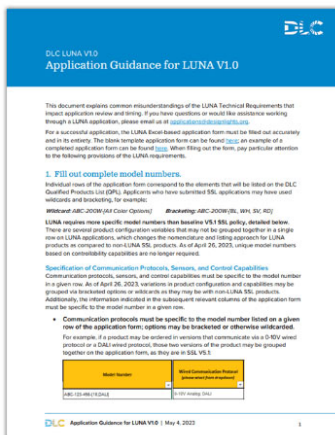 DLC
DLC LUNA V1.0
Application Guidance for LUNA V1.0
This document explains common misunderstandings of the LUNA Technical Requirements that
impact application review and timing. If you have questions or would like assistance working
through a LUNA application, please email us at applications@designlights.org.
For a successful application, the LUNA Excel-based application form must be filled out accurately
and in its entirety. The blank template application form can be found here; an example of a
completed application form can be found here. When filling out the form, pay particular attention
to the following provisions of the LUNA requirements.
1. Fill out complete model numbers.
Individual rows of the application form correspond to the elements that will be listed on the DLC
Qualified Products List (QPL). Applicants who have submitted SSL applications may have used
wildcards and bracketing, for example:
Wildcard: ABC-200W-[All Color Options] Bracketing: ABC-200W-[BL, WH, SV, RD]
LUNA requires more specific model numbers than baseline V5.1 SSL policy, detailed below.
There are several product configuration variables that may not be grouped together in a single
row on LUNA applications, which changes the nomenclature and listing approach for LUNA
products as compared to non-LUNA SSL products. As of April 26, 2023, unique model numbers
based on controllability capabilities are no longer required.
Specification of Communication Protocols, Sensors, and Control Capabilities
Communication protocols, sensors, and control capabilities must be specific to the model number
in a given row. As of April 26, 2023, variations in product configuration and capabilities may be
grouped via bracketed options or wildcards as they may be with non-LUNA SSL products.
Additionally, the information indicated in the subsequent relevant columns of the application form
must be specific to the model number in a given row.
• Communication protocols must be specific to the model number listed on a given
row of the application form; options may be bracketed or otherwise wildcarded.
For example, if a product may be ordered in versions that communicate via a 0-10V wiring
protocol or a DALI wired protocol, those two versions of the product may be grouped
together on the application form, as they are in SSL V5.1:
Model Number
Wired Communication Protocol
(please select from dropdown)
0-10V Analog, DALI
DLC Application Guidance for LUNA V1.0 | May 4, 2023 1